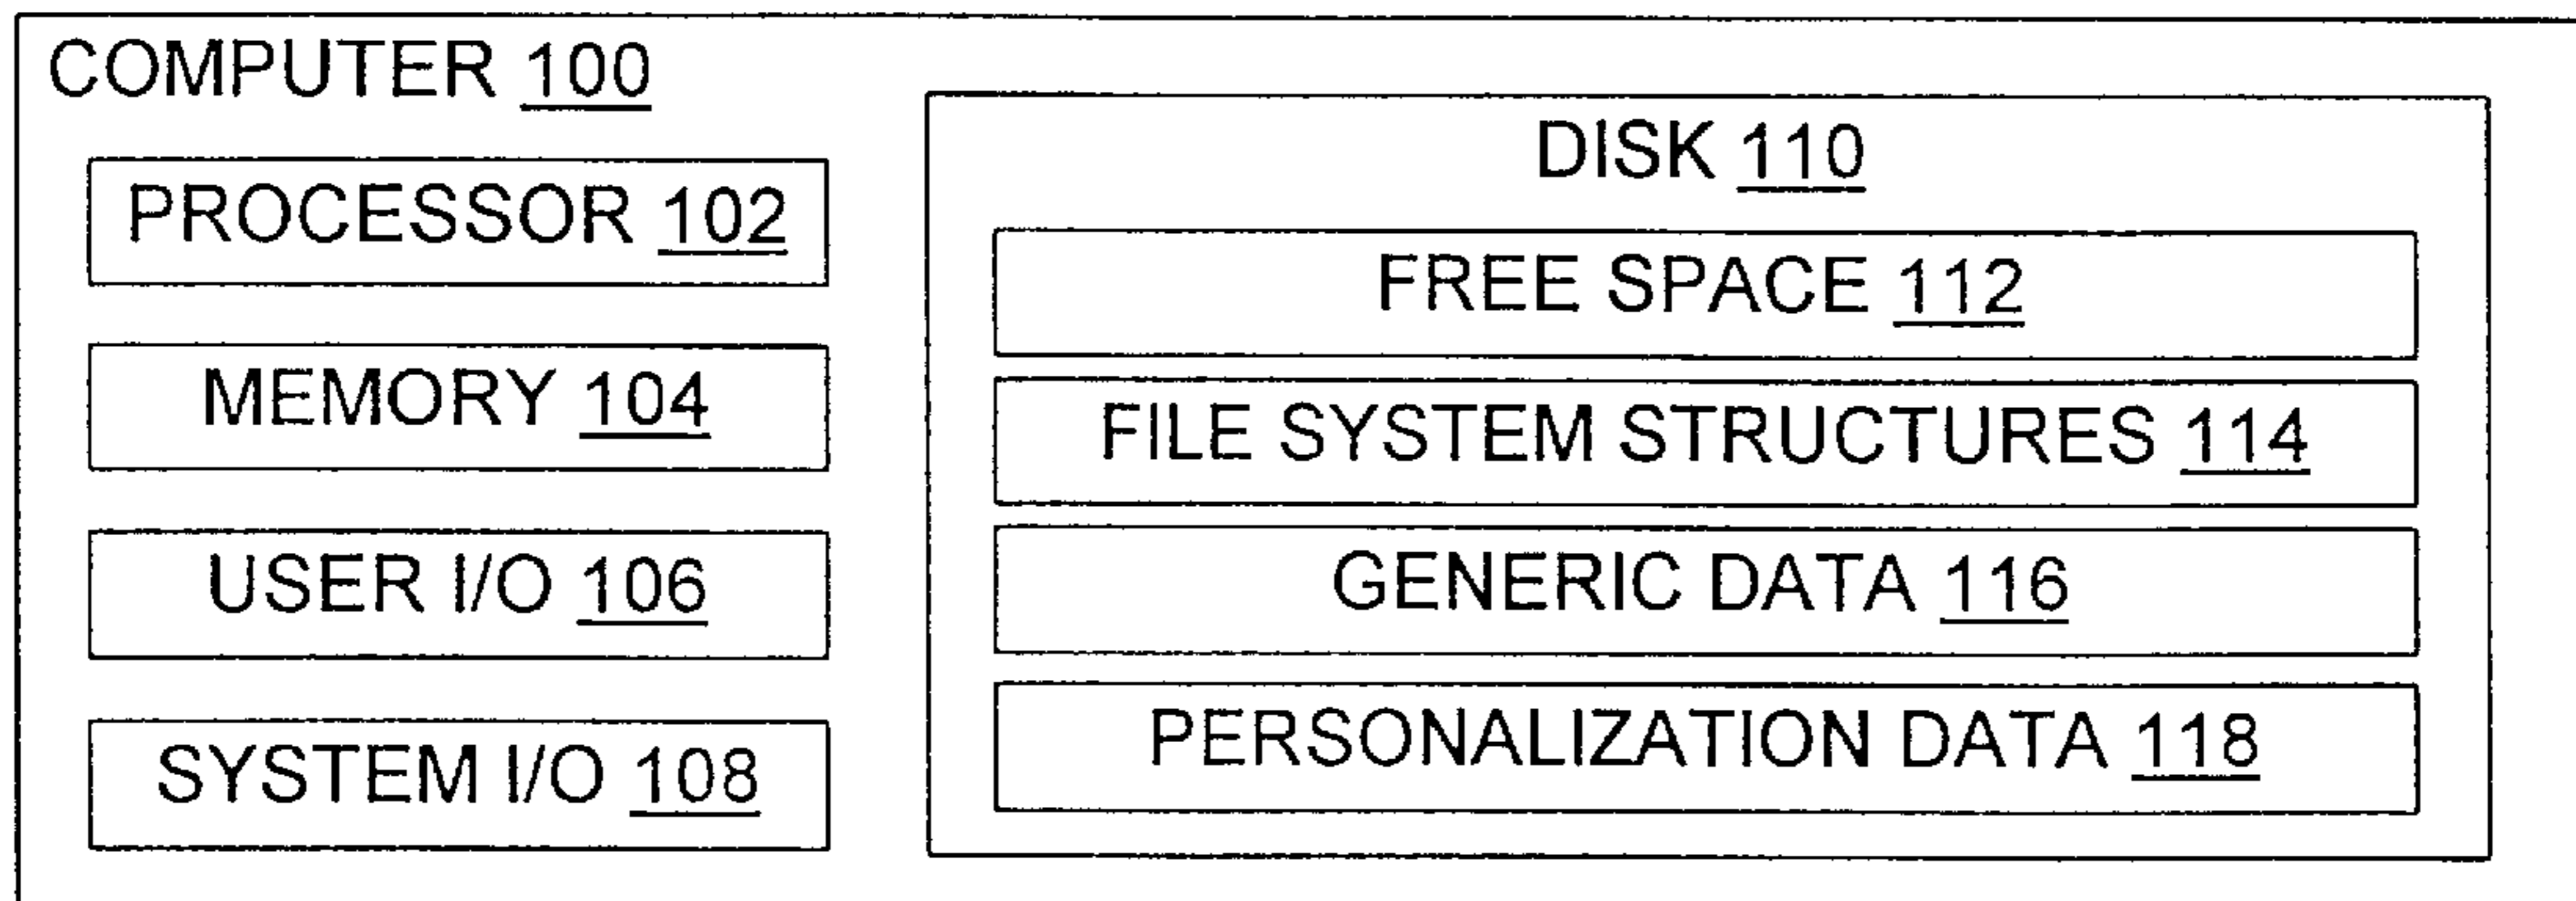 COMPUTER 100
PROCESSOR 102
MEMORY 104
USER I/O 106
SYSTEM I/O 108
DISK 110
FREE SPACE 112
FILE SYSTEM STRUCTURES 114
GENERIC DATA 116
PERSONALIZATION DATA 118